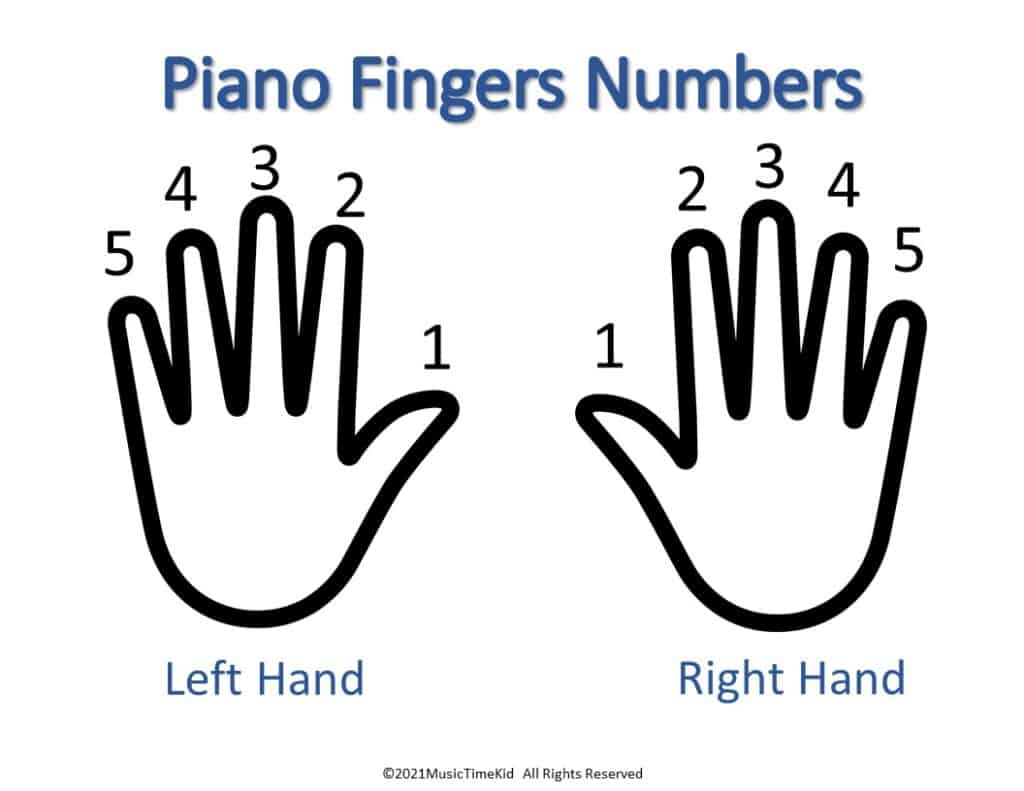 Piano Fingers Numbers
5 4 3 2 1
1 2 3 4 5
Left Hand
Right Hand
©2021MusicTimeKid All Rights Reserved